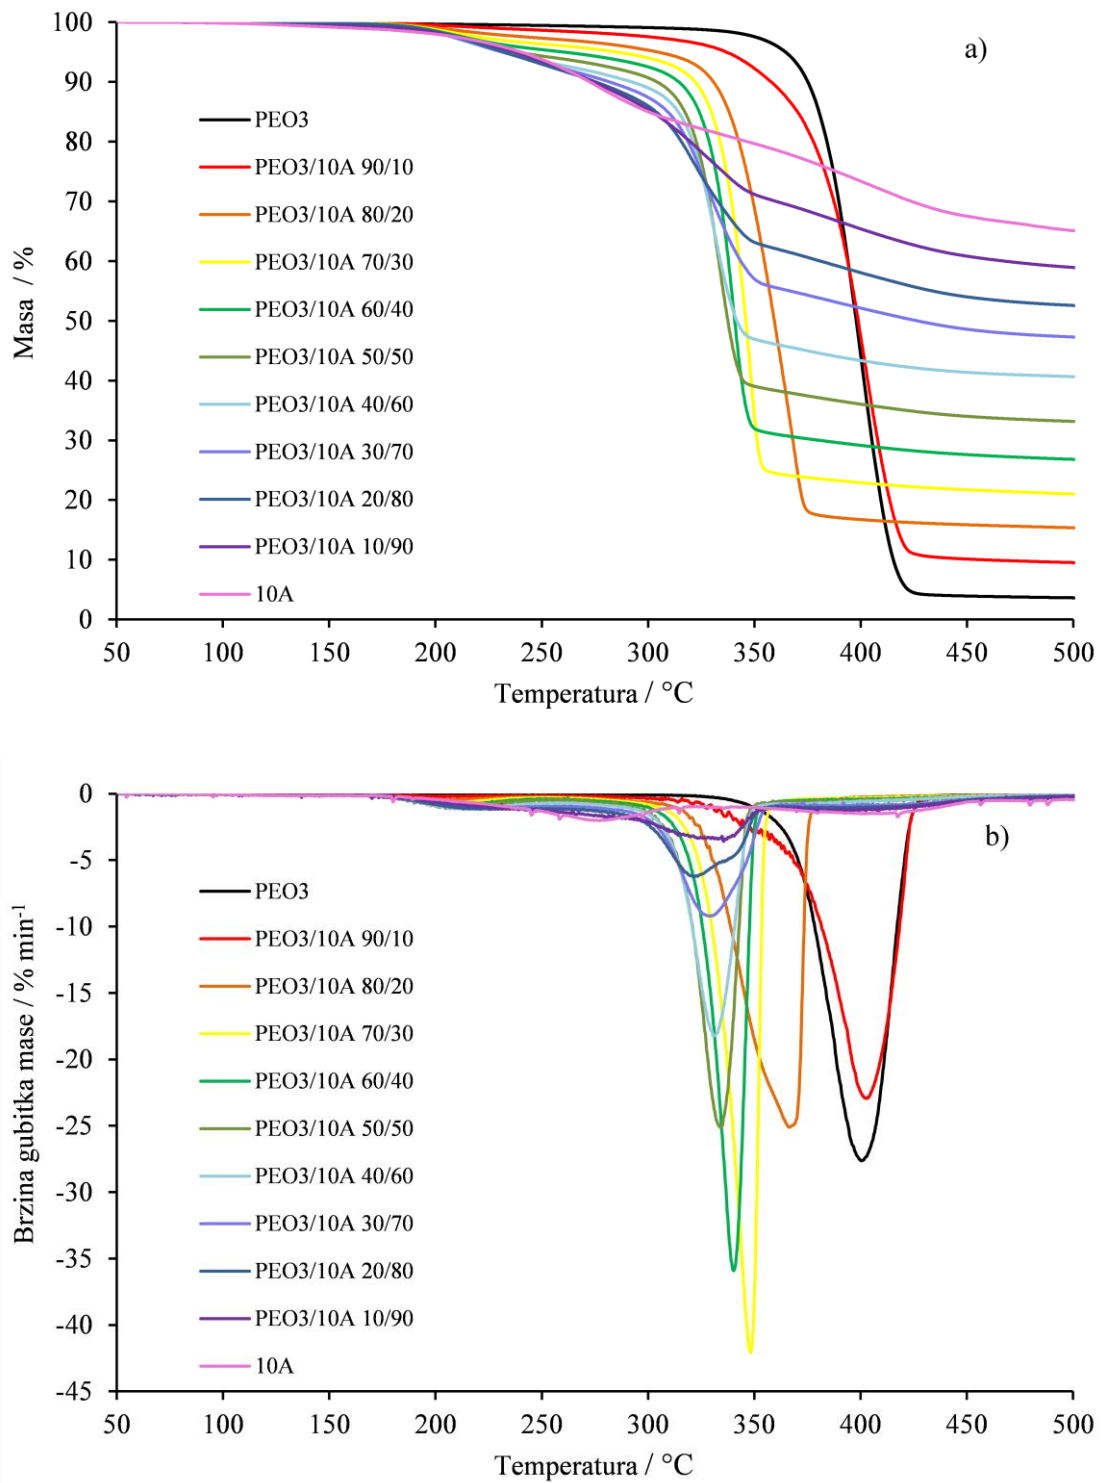 100
90
80
70
60
50
40
30
20
10
0
Masa / %
a)
PEO3
PEO3/10A 90/10
PEO3/10A 80/20
PEO3/10A 70/30
PEO3/10A 60/40
PEO3/10A 50/50
PEO3/10A 40/60
PEO3/10A 30/70
PEO3/10A 20/80
PEO3/10A 10/90
10A
50 100 150 200 250 300 350 400 450 500
Temperatura / °C
0
-5
-10
-15
-20
-25
-30
-35
-40
-45
Brzina gubitka mase / % min⁻¹
b)
PEO3
PEO3/10A 90/10
PEO3/10A 80/20
PEO3/10A 70/30
PEO3/10A 60/40
PEO3/10A 50/50
PEO3/10A 40/60
PEO3/10A 30/70
PEO3/10A 20/80
PEO3/10A 10/90
10A
50 100 150 200 250 300 350 400 450 500
Temperatura / °C